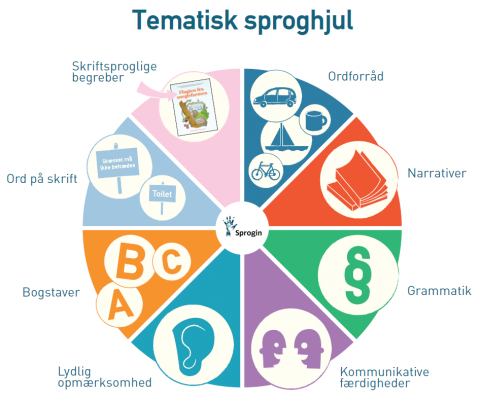 Tematisk sproghjul
Skriftsproglige
begreber
Ordforråd
Ord på skrift
Græsset må
ikke betrædes
Toilet
Narrativer
Sprogin
Bogstaver
B
C
A
§
Grammatik
Lydlig
opmærksomhed
Kommunikative
færdigheder